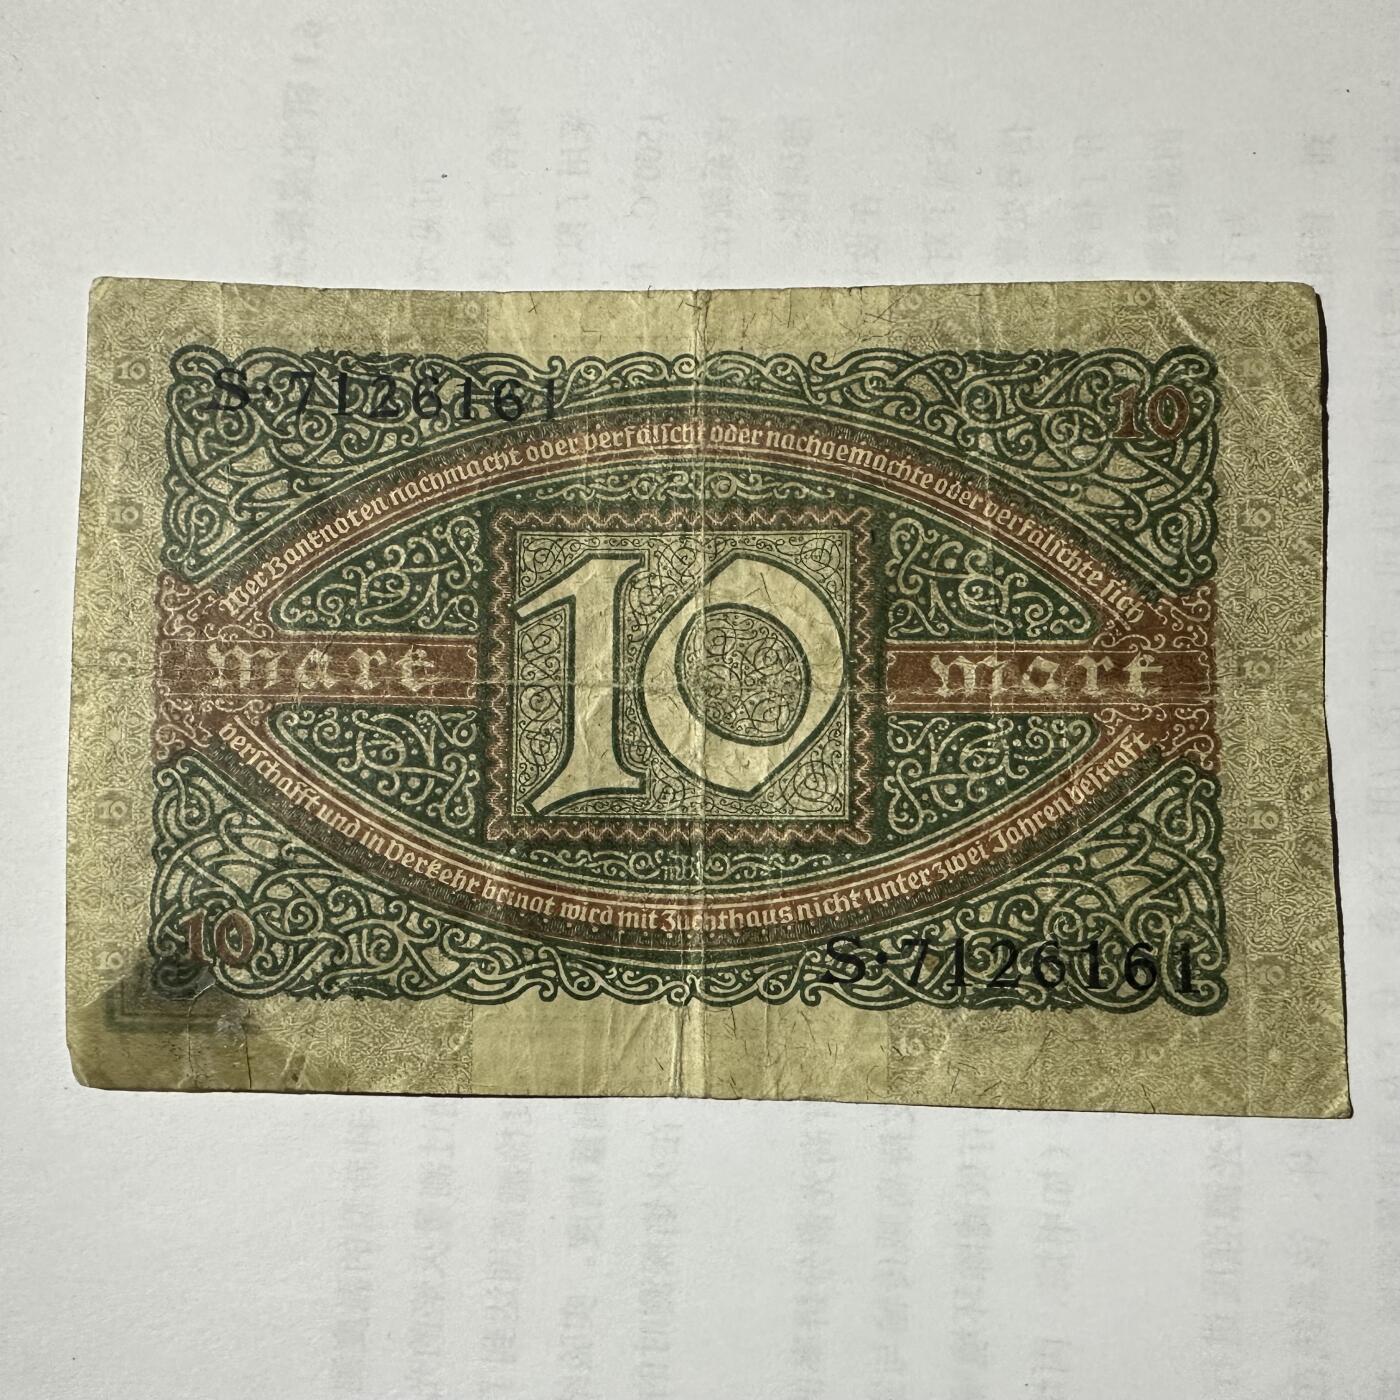 S·7126161
10
Wer Banknoten nachmacht oder verfälscht oder nachgemachte oder verfälschte sich
10
Mark
Mark
verschafft und in Verkehr bringt wird mit Zuchthaus nicht unter zwei Jahren bestraft
10
S·7126161